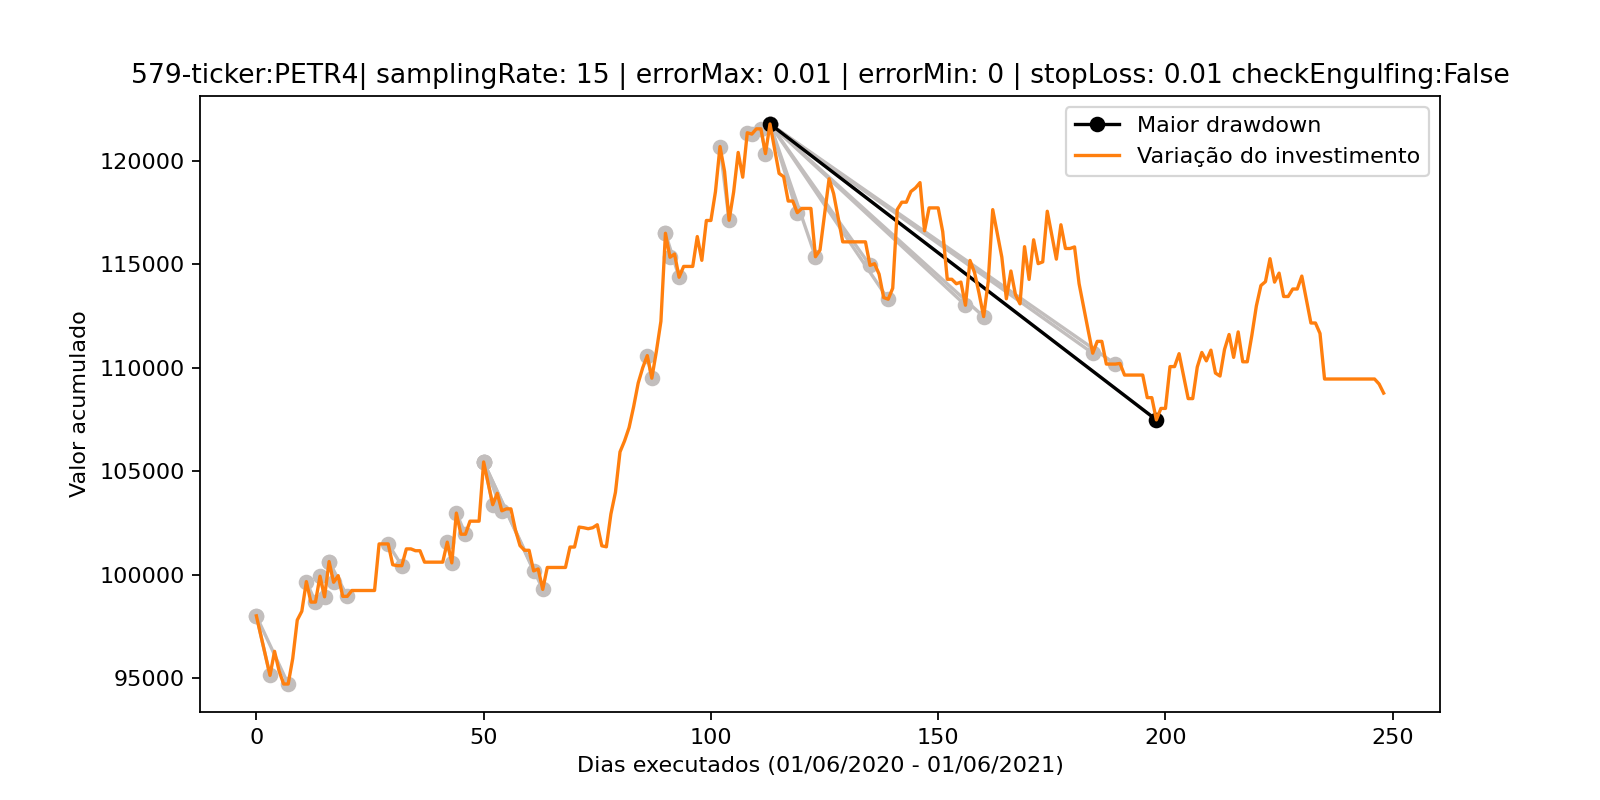 579-ticker:PETR4| samplingRate: 15 | errorMax: 0.01 | errorMin: 0 | stopLoss: 0.01 checkEngulfing:False
Maior drawdown
Variação do investimento
Valor acumulado
120000
115000
110000
105000
100000
95000
0 50 100 150 200 250
Dias executados (01/06/2020 - 01/06/2021)